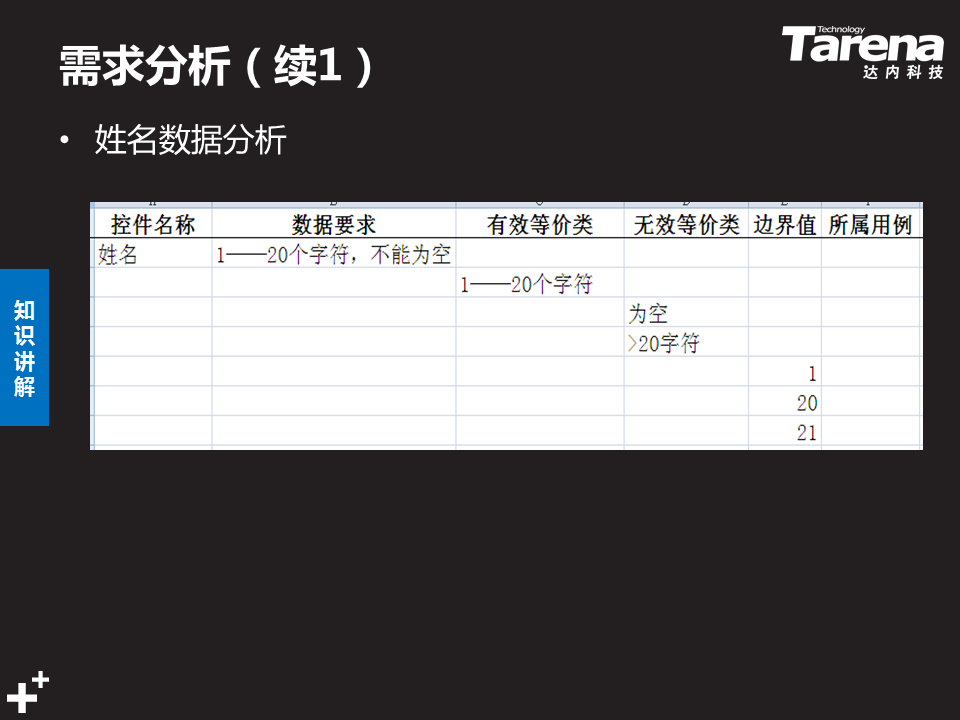 需求分析（续1）
Technology
Tarena
达内科技
• 姓名数据分析
控件名称 数据要求 有效等价类 无效等价类 边界值 所属用例
姓名 1——20个字符，不能为空
1——20个字符
为空
>20字符
1
20
21
知识讲解